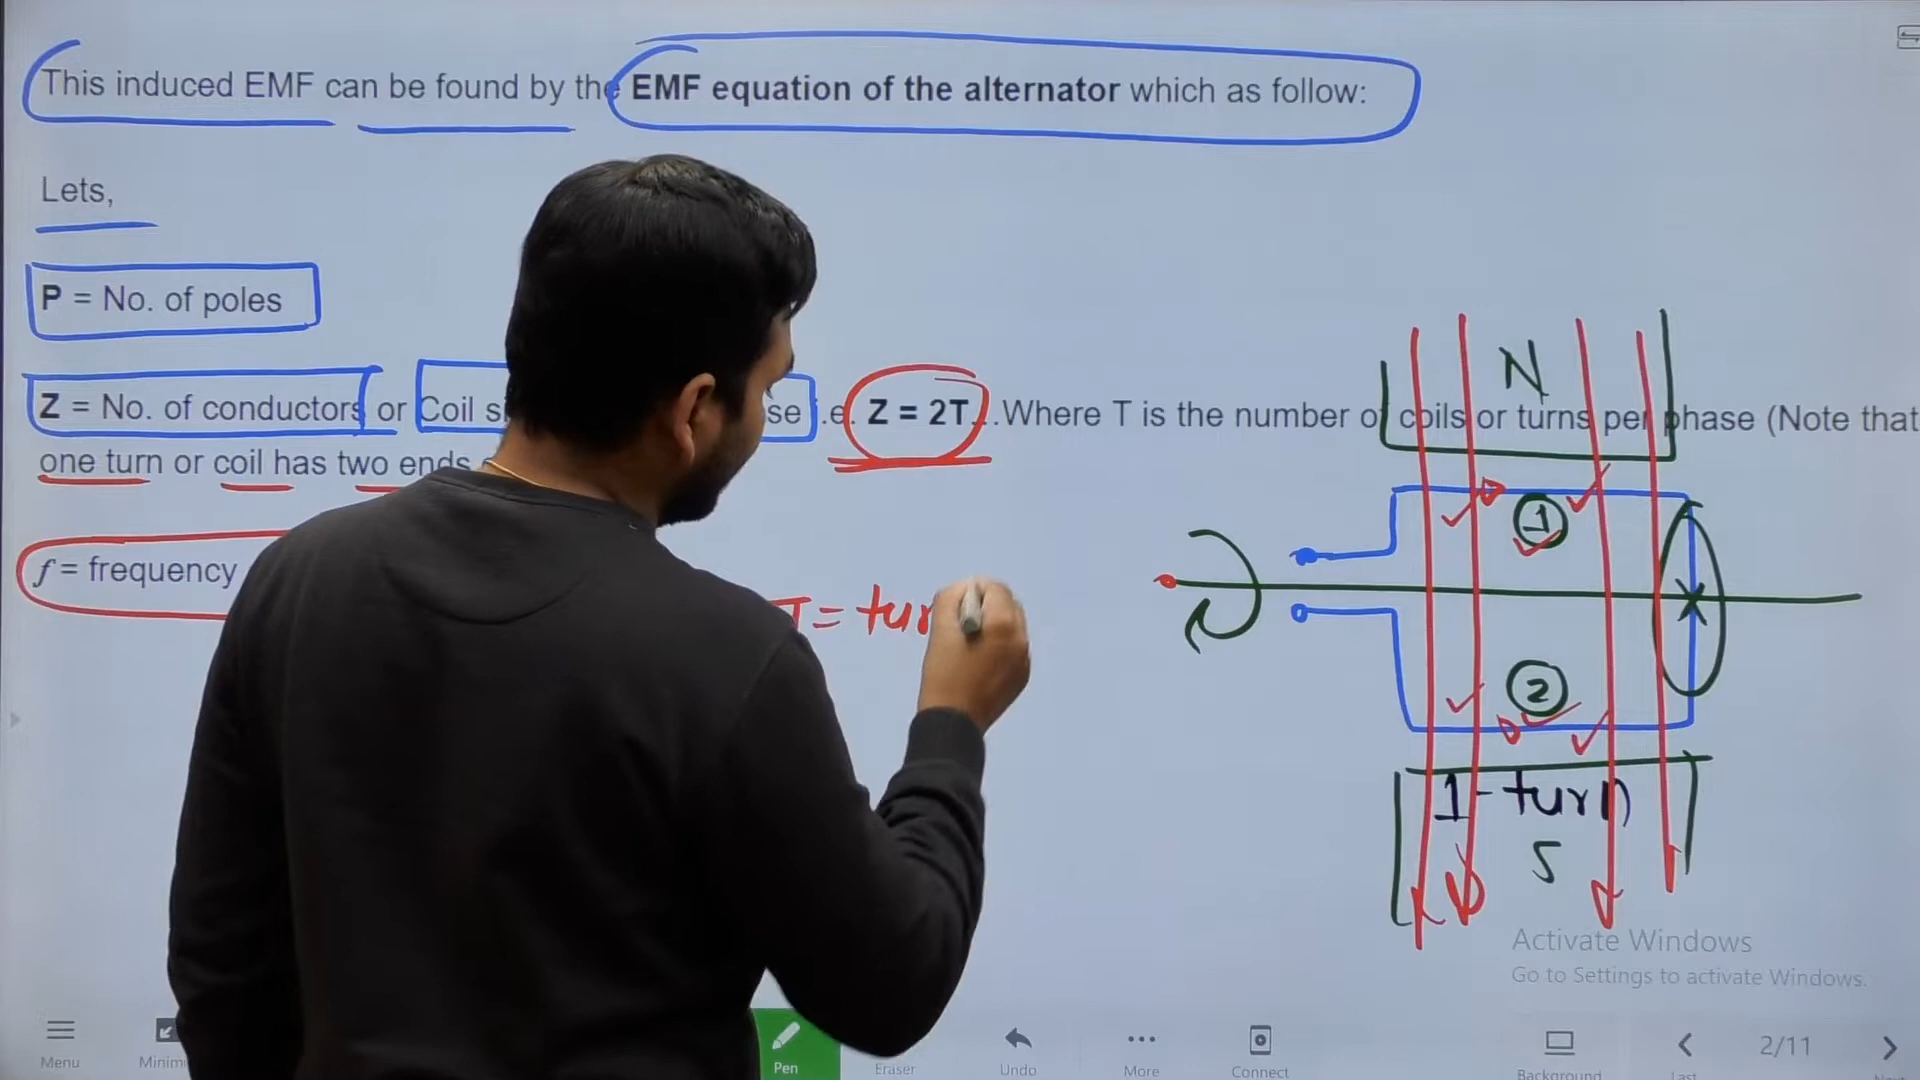 This induced EMF can be found by the EMF equation of the alternator which as follow:
Lets,
P = No. of poles
Z = No. of conductors or Coil se .e. Z = 2T...Where T is the number of coils or turns per phase (Note that
one turn or coil has two ends
f = frequency
T = tur
N
1
2
1-turn
S
Activate Windows
Go to Settings to activate Windows.
Menu
Pen
Eraser
Undo
More
Connect
Background
2/11
Last